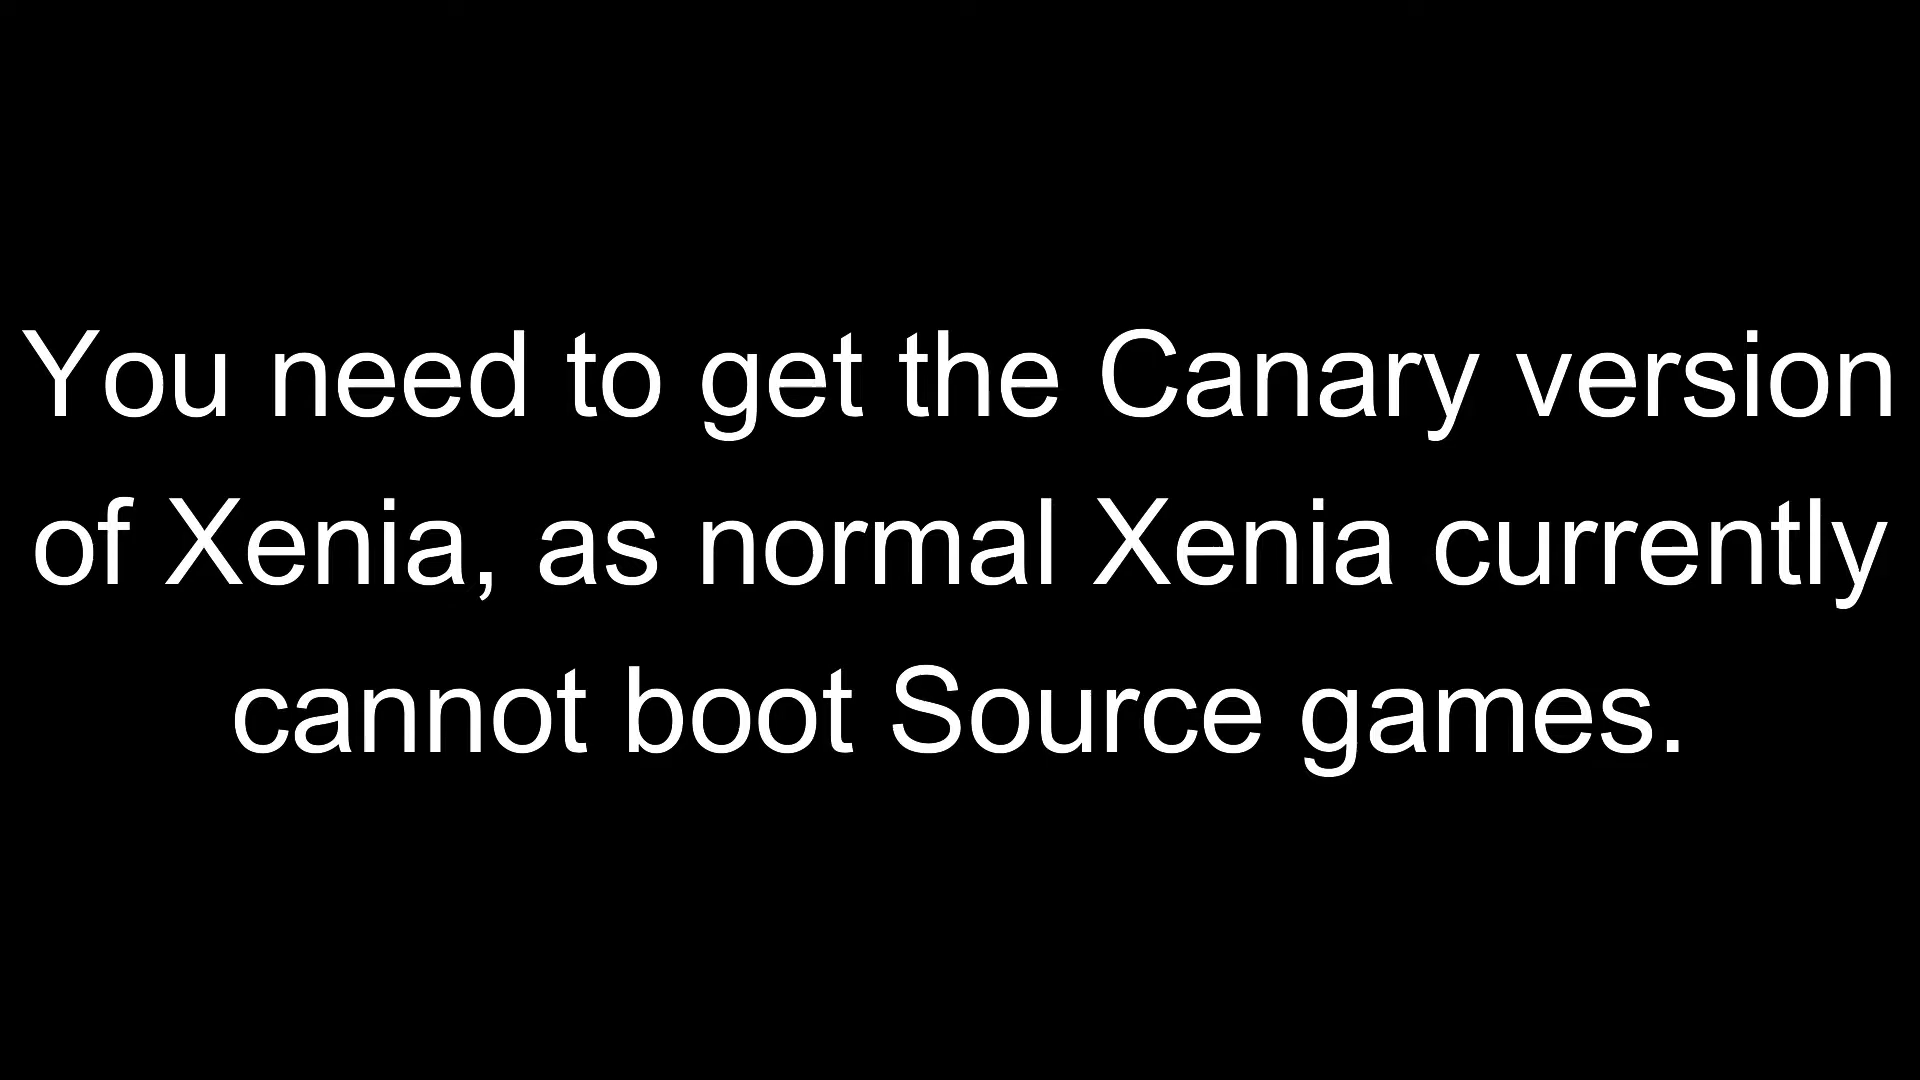 You need to get the Canary version
of Xenia, as normal Xenia currently
cannot boot Source games.